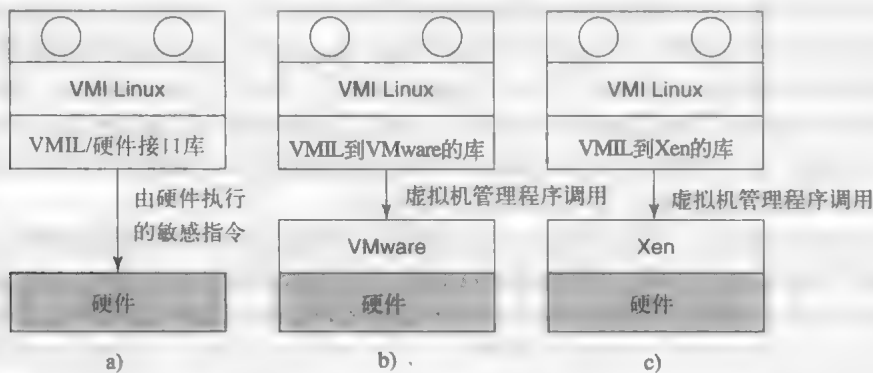 VMI Linux
VMIL/硬件接口库
由硬件执行
的敏感指令
硬件
a)
VMI Linux
VMIL到VMware的库
虚拟机管理程序调用
VMware
硬件
b)
VMI Linux
VMIL到Xen的库
虚拟机管理程序调用
Xen
硬件
c)